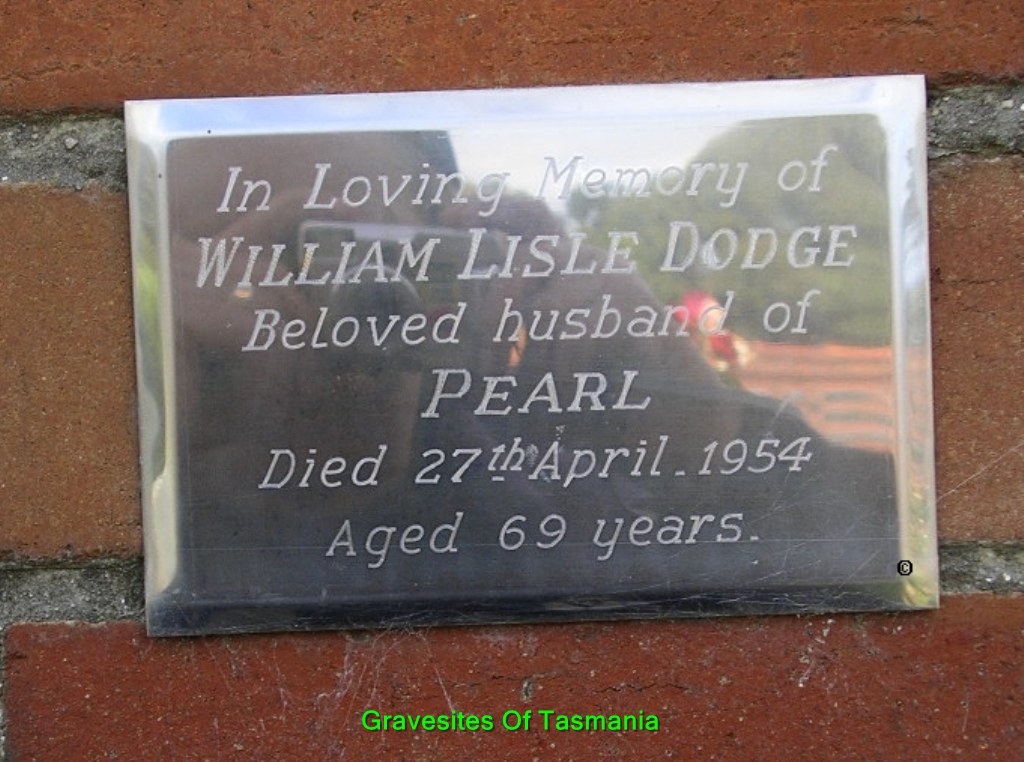 In Loving Memory of
WILLIAM LISLE DODGE
Beloved husband of
PEARL
Died 27th April. 1954
Aged 69 years.
©
Gravesites Of Tasmania